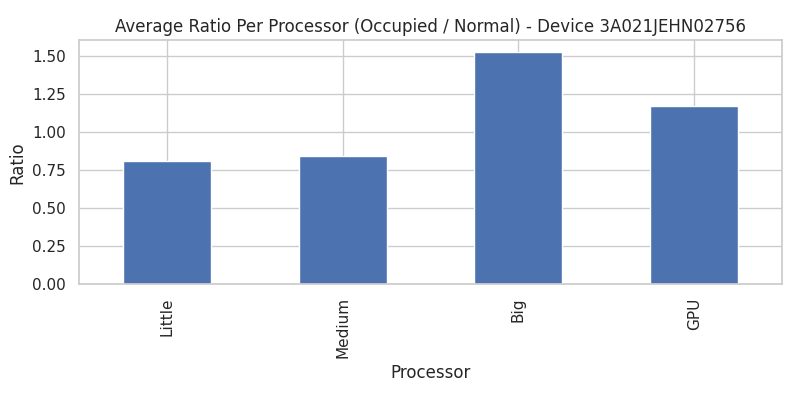 Average Ratio Per Processor (Occupied / Normal) - Device 3A021JEHN02756
1.50
1.25
1.00
0.75
0.50
0.25
0.00
Ratio
Little
Medium
Big
GPU
Processor